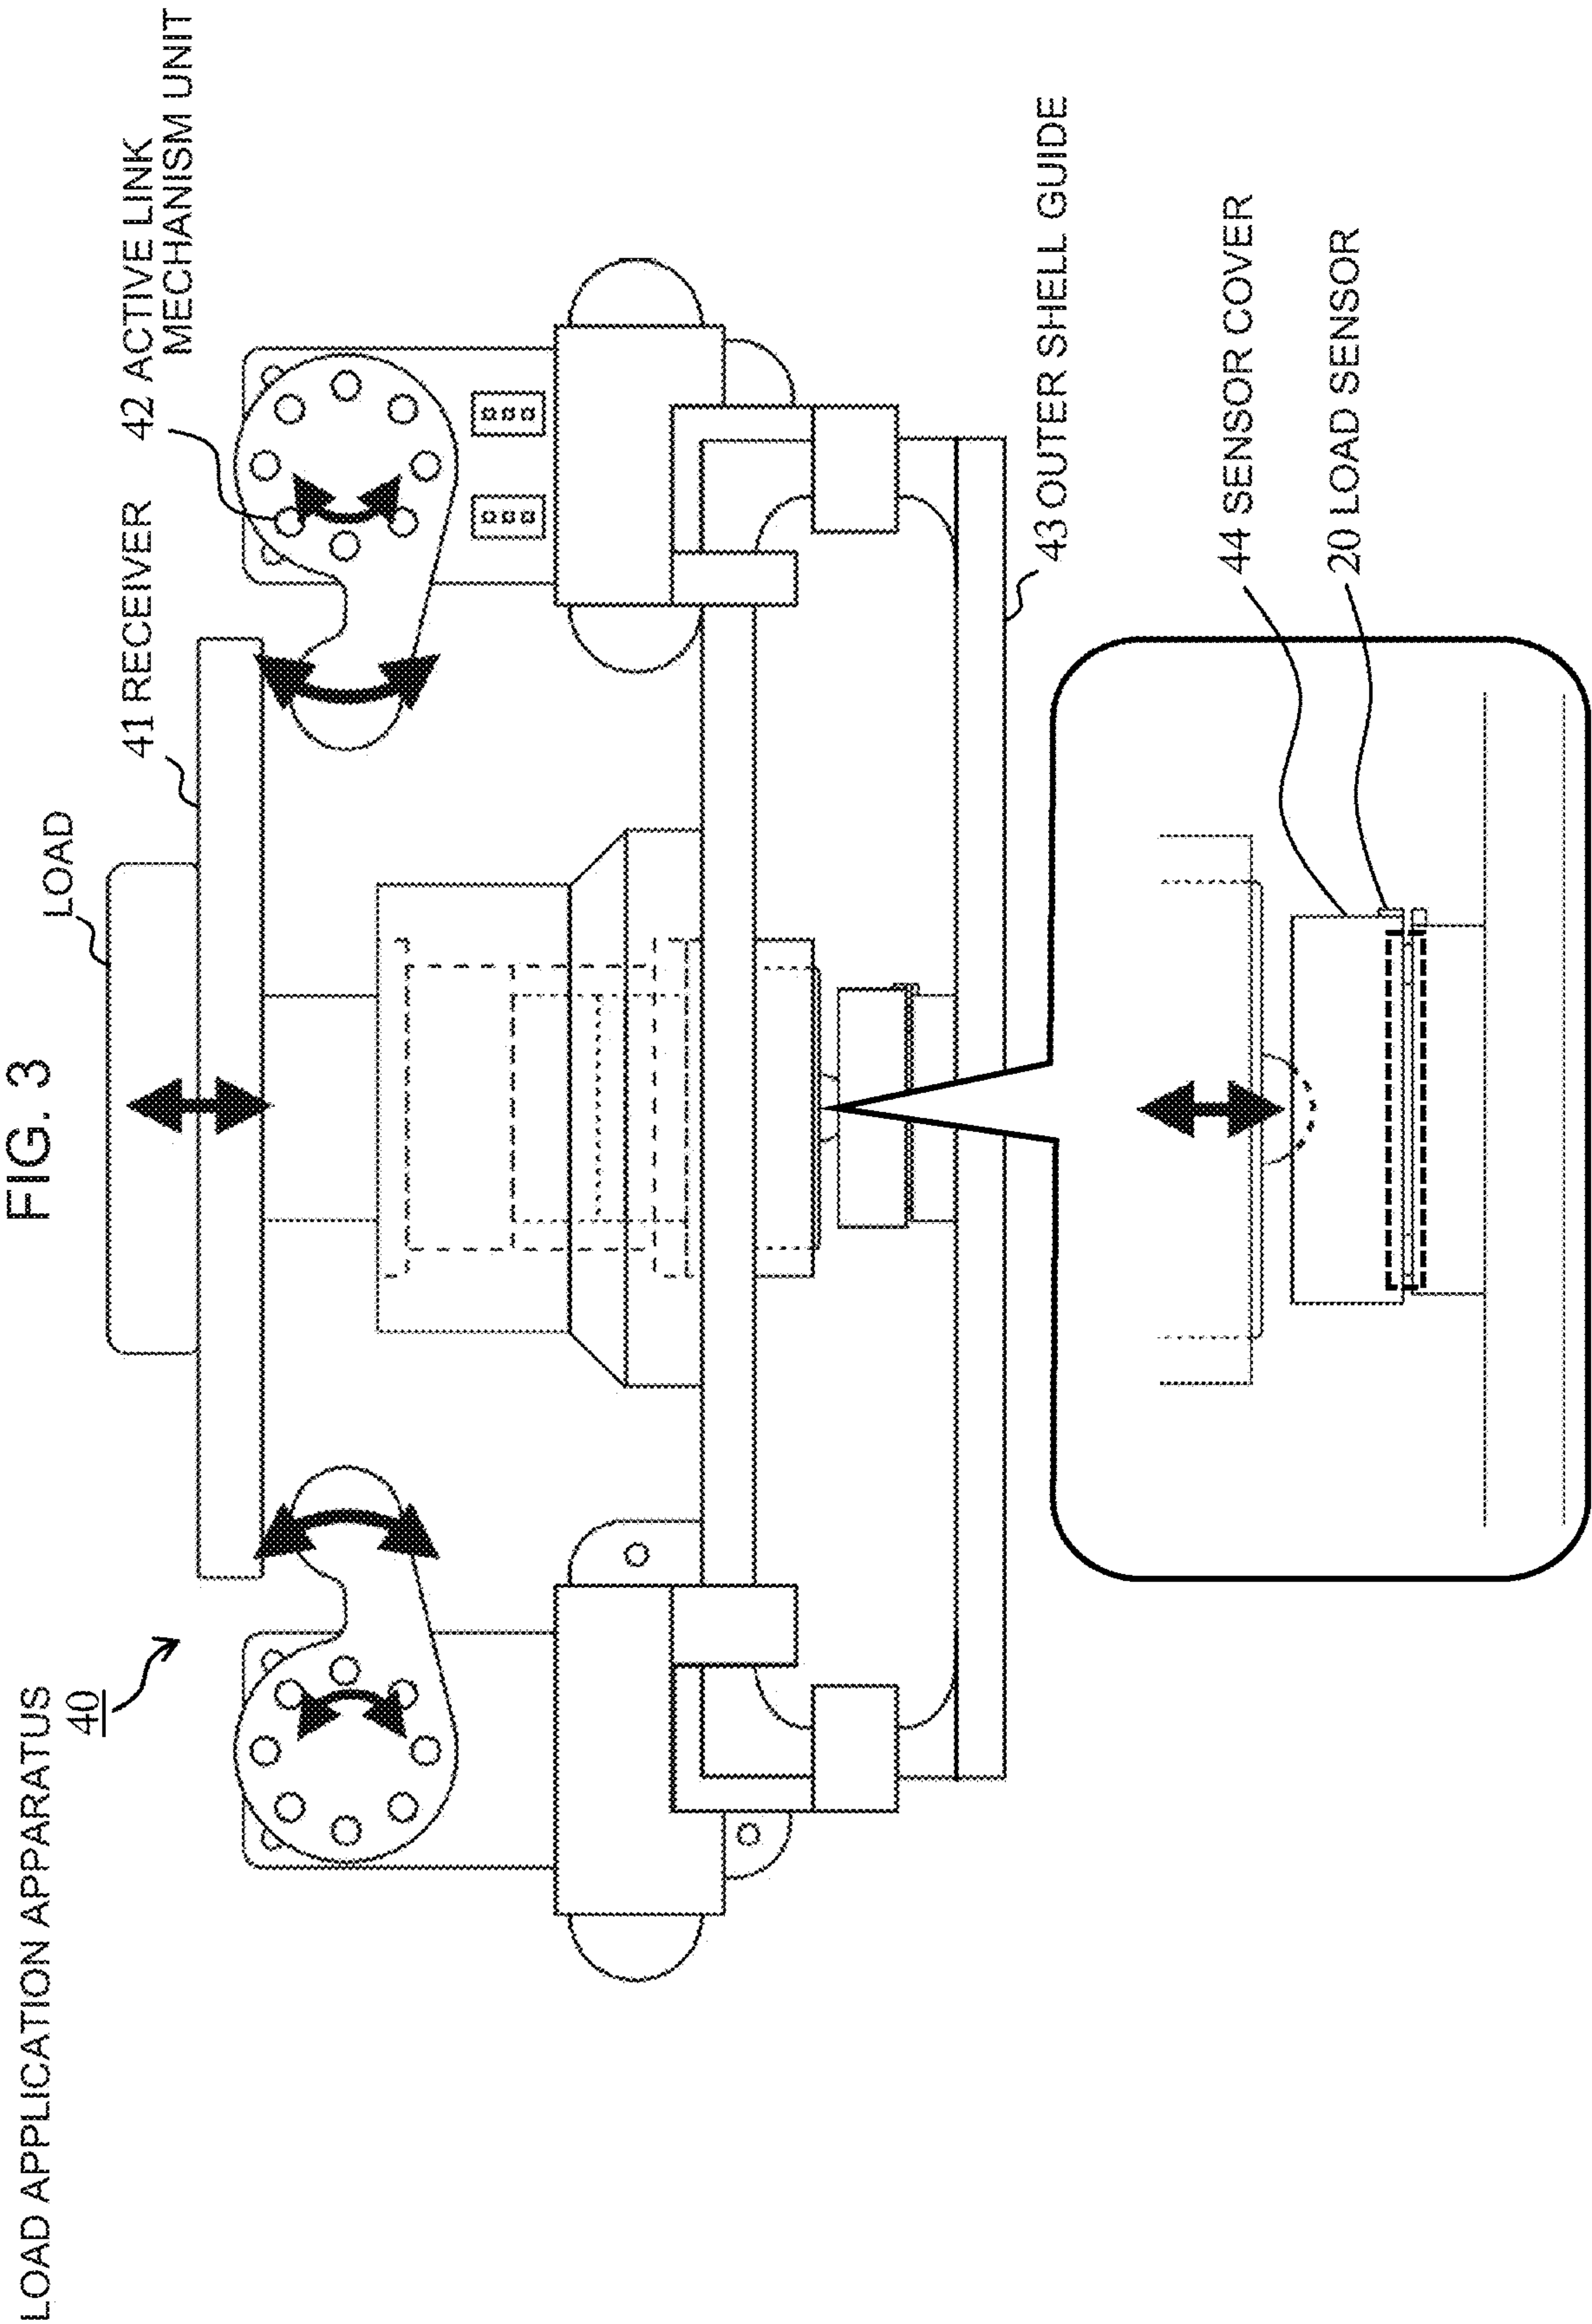 FIG. 3
LOAD APPLICATION APPARATUS
40
LOAD
41 RECEIVER
42 ACTIVE LINK
MECHANISM UNIT
43 OUTER SHELL GUIDE
44 SENSOR COVER
20 LOAD SENSOR